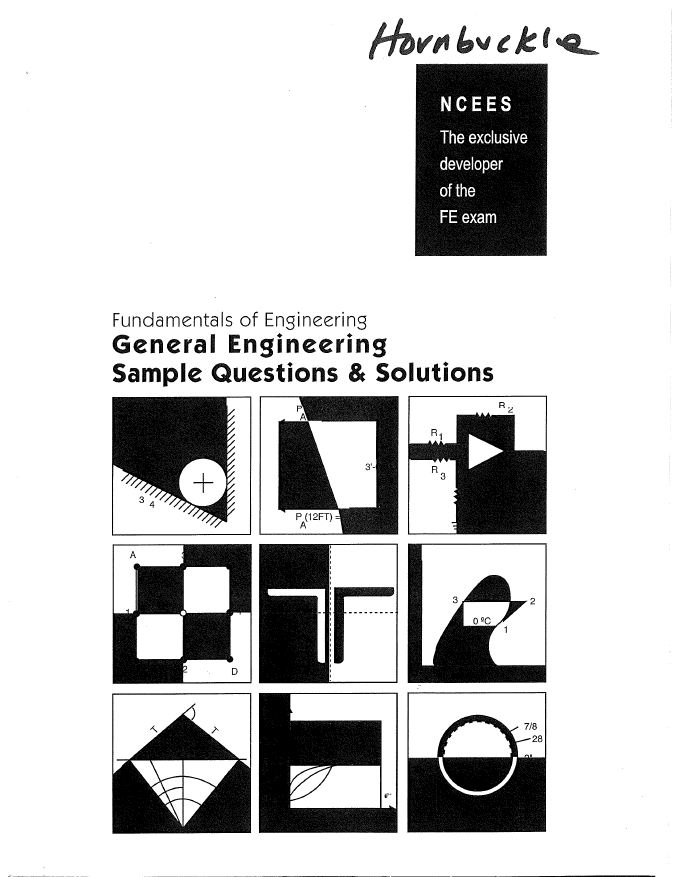 Hornbuckle
NCEES
The exclusive
developer
of the
FE exam
Fundamentals of Engineering
General Engineering
Sample Questions & Solutions
P
A
3'-
P (12FT) =
A
R2
R1
R3
3 4
A
1
2
D
3
2
0 ºC
1
T
T
7/8
28